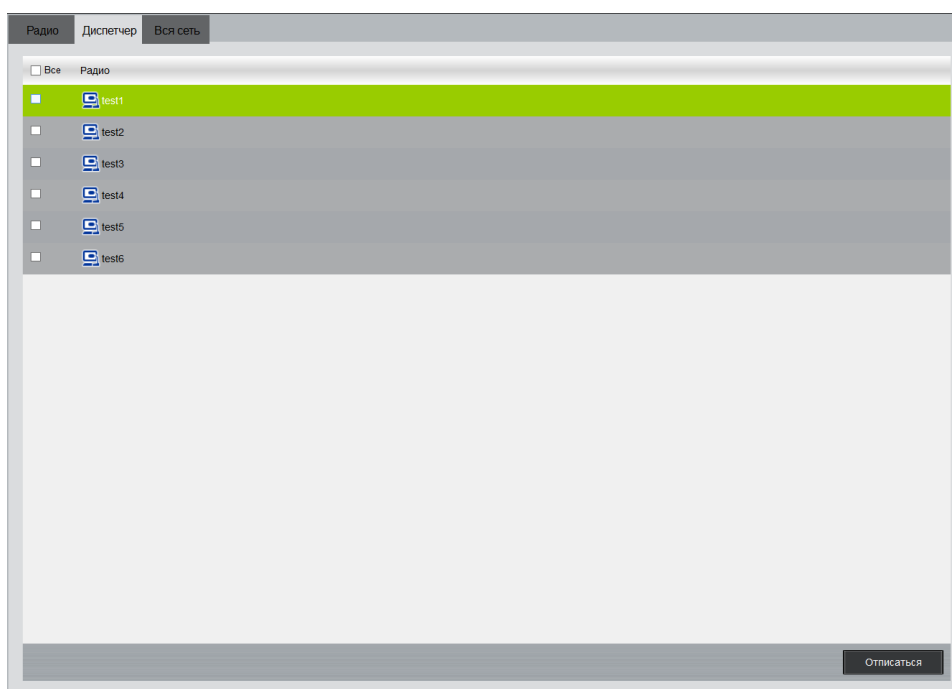 Радио Диспетчер Вся сеть
Все Радио
test1
test2
test3
test4
test5
test6
Отписаться